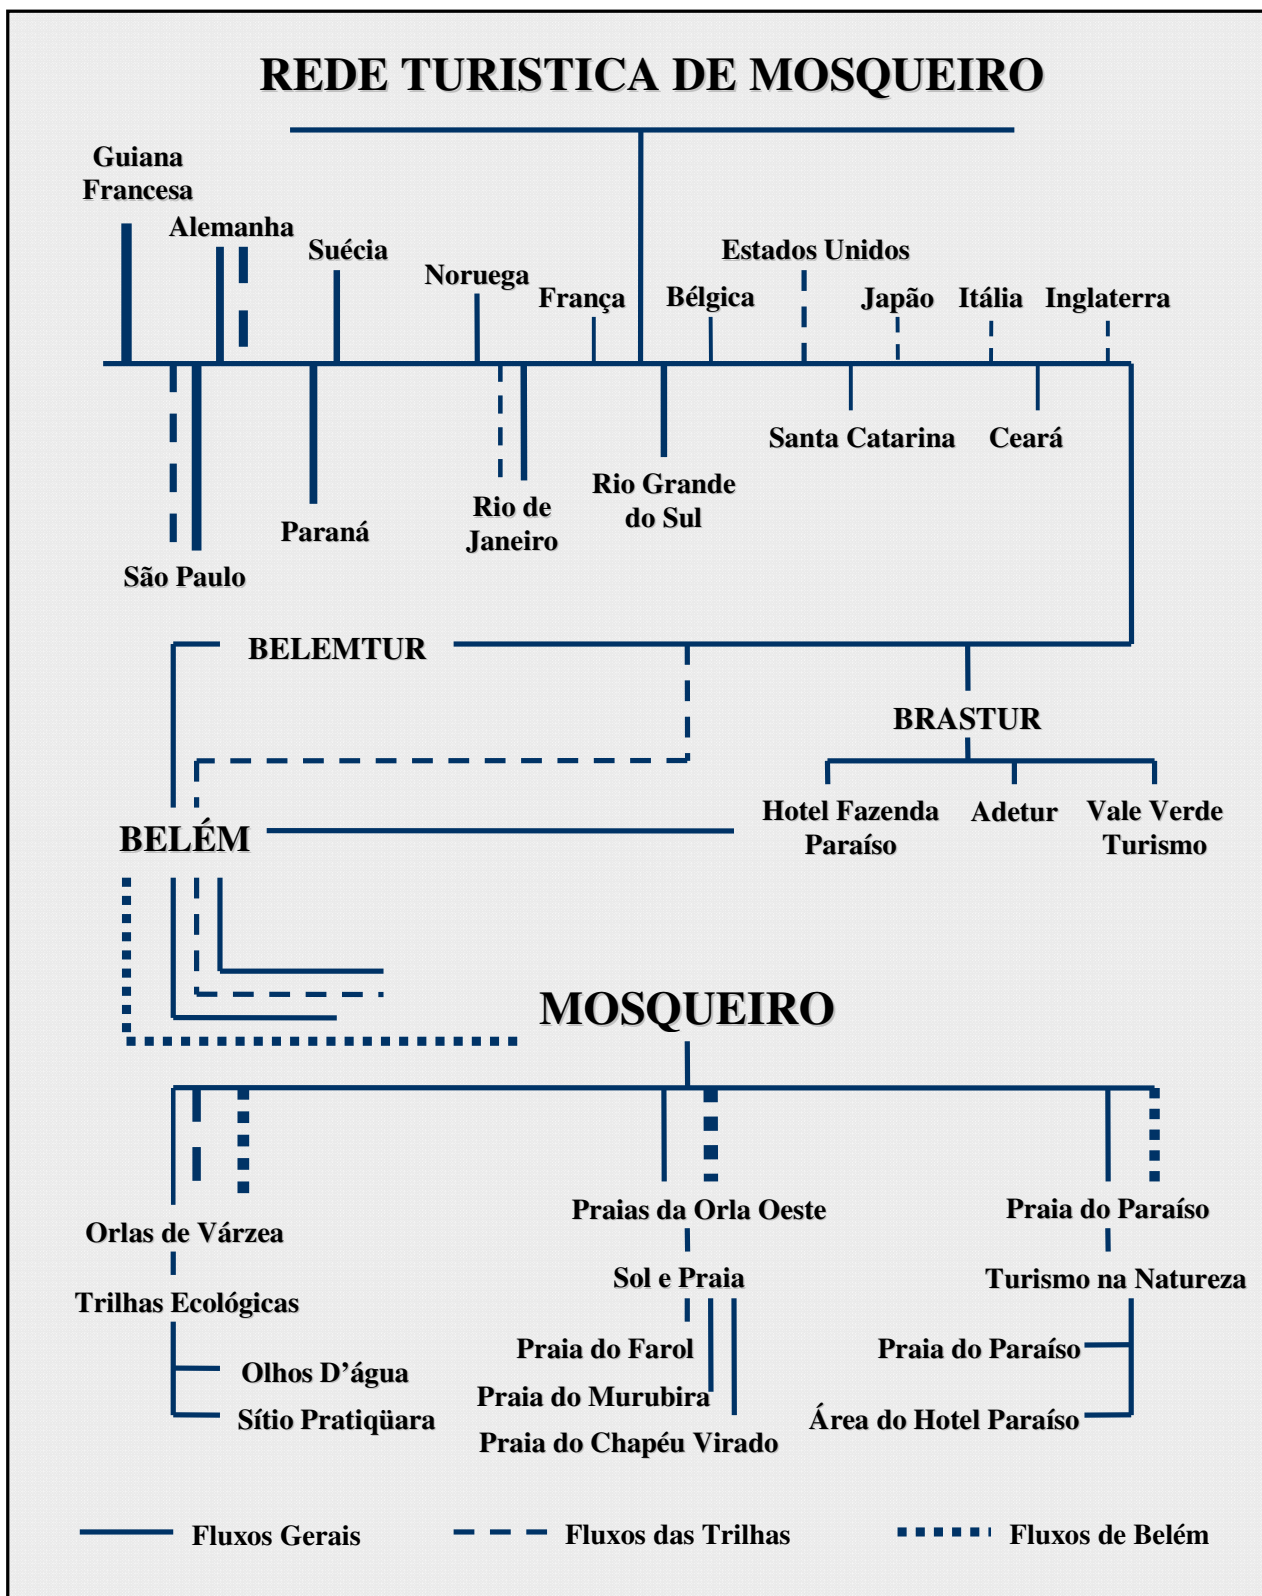 REDE TURISTICA DE MOSQUEIRO
Guiana
Francesa
Alemanha
Suécia
Noruega
França
Bélgica
Estados Unidos
Japão
Itália
Inglaterra
São Paulo
Paraná
Rio de
Janeiro
Rio Grande
do Sul
Santa Catarina
Ceará
BELEMTUR
BRASTUR
Hotel Fazenda
Paraíso
Adetur
Vale Verde
Turismo
BELÉM
MOSQUEIRO
Orlas de Várzea
Trilhas Ecológicas
Olhos D’água
Sítio Pratiqüara
Praias da Orla Oeste
Sol e Praia
Praia do Farol
Praia do Murubira
Praia do Chapéu Virado
Praia do Paraíso
Turismo na Natureza
Praia do Paraíso
Área do Hotel Paraíso
Fluxos Gerais
Fluxos das Trilhas
Fluxos de Belém